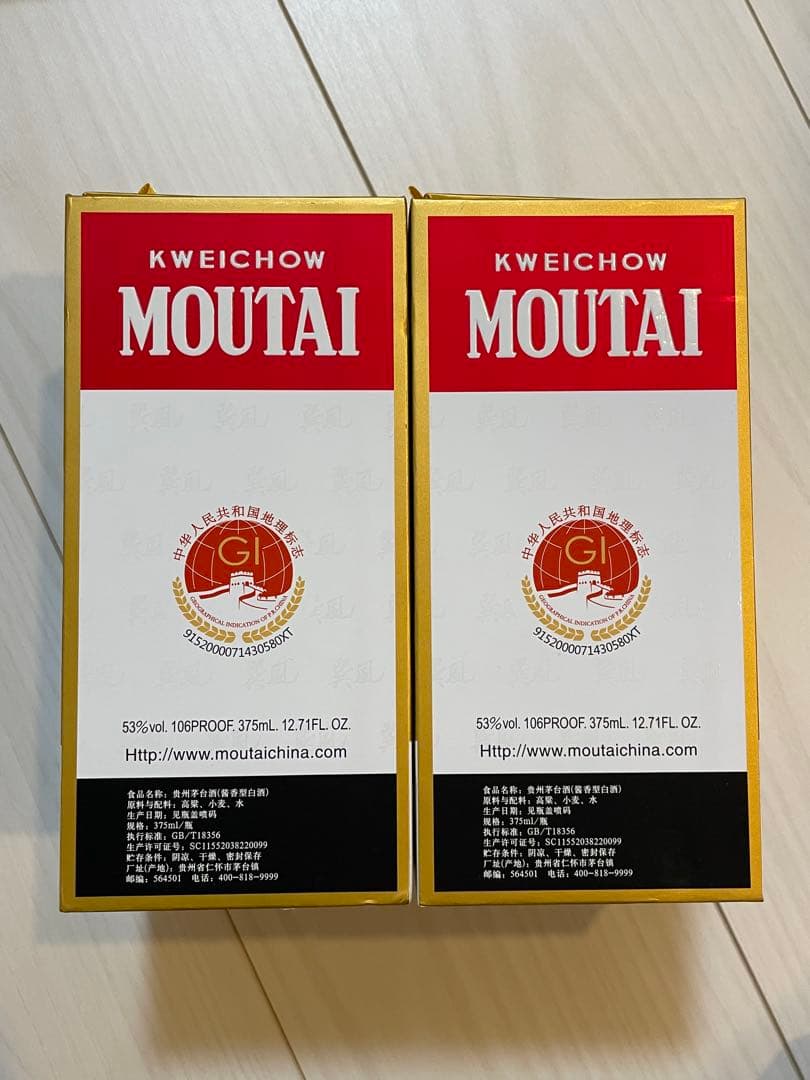 KWEICHOW
MOUTAI
中华人民共和国地理标志
GI
GEOGRAPHICAL INDICATION OF P.R.CHINA
9152000071430580XT
53%vol. 106PROOF. 375mL. 12.71FL. OZ.
Http://www.moutaichina.com
食品名称：贵州茅台酒(酱香型白酒)
原料与配料：高粱、小麦、水
生产日期：见瓶盖喷码
规格：375ml/瓶
执行标准：GB/T18356
生产许可证号：SC11552038220099
贮存条件：阴凉、干燥、密封保存
厂址(产地)：贵州省仁怀市茅台镇
邮编：564501 电话：400-818-9999
KWEICHOW
MOUTAI
中华人民共和国地理标志
GI
GEOGRAPHICAL INDICATION OF P.R.CHINA
9152000071430580XT
53%vol. 106PROOF. 375mL. 12.71FL. OZ.
Http://www.moutaichina.com
食品名称：贵州茅台酒(酱香型白酒)
原料与配料：高粱、小麦、水
生产日期：见瓶盖喷码
规格：375ml/瓶
执行标准：GB/T18356
生产许可证号：SC11552038220099
贮存条件：阴凉、干燥、密封保存
厂址(产地)：贵州省仁怀市茅台镇
邮编：564501 电话：400-818-9999